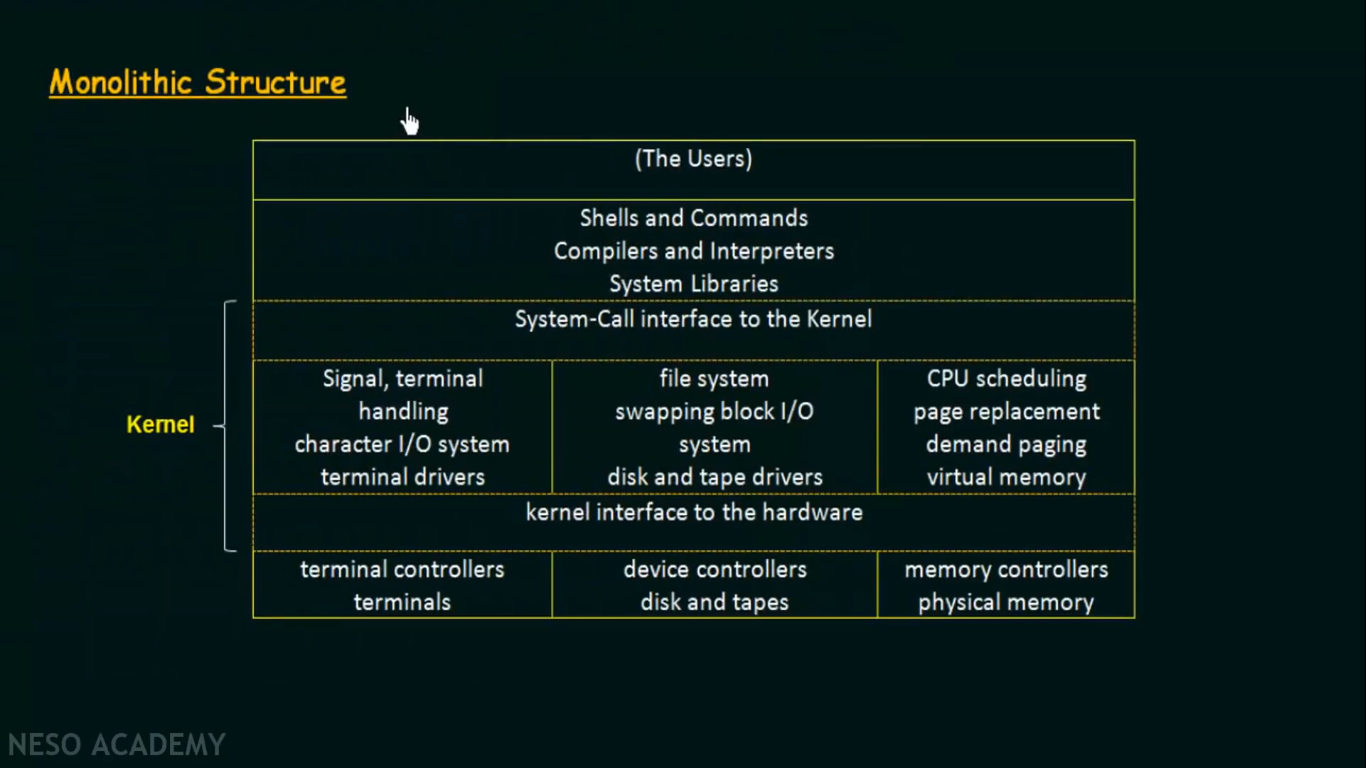 Monolithic Structure
(The Users)
Shells and Commands
Compilers and Interpreters
System Libraries
System-Call interface to the Kernel
Kernel
Signal, terminal
handling
character I/O system
terminal drivers
file system
swapping block I/O
system
disk and tape drivers
CPU scheduling
page replacement
demand paging
virtual memory
kernel interface to the hardware
terminal controllers
terminals
device controllers
disk and tapes
memory controllers
physical memory
NESO ACADEMY